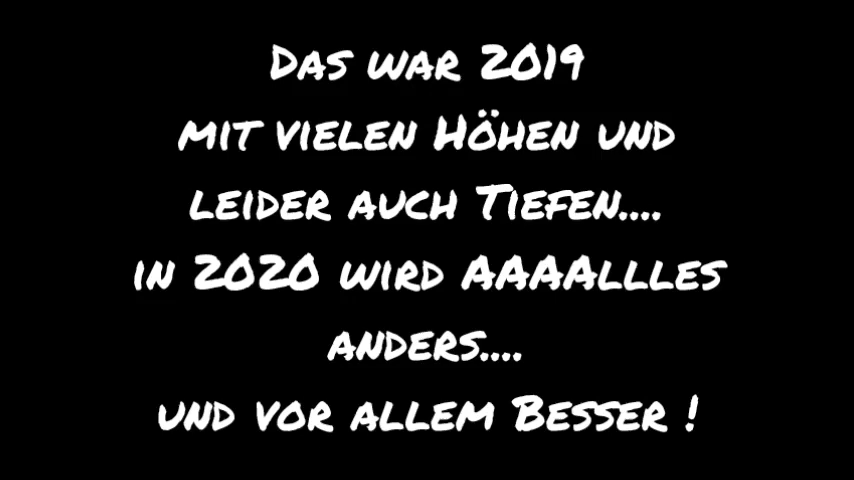 Das war 2019
mit vielen Höhen und
leider auch Tiefen....
in 2020 wird AAAAllles
anders....
und vor allem Besser !